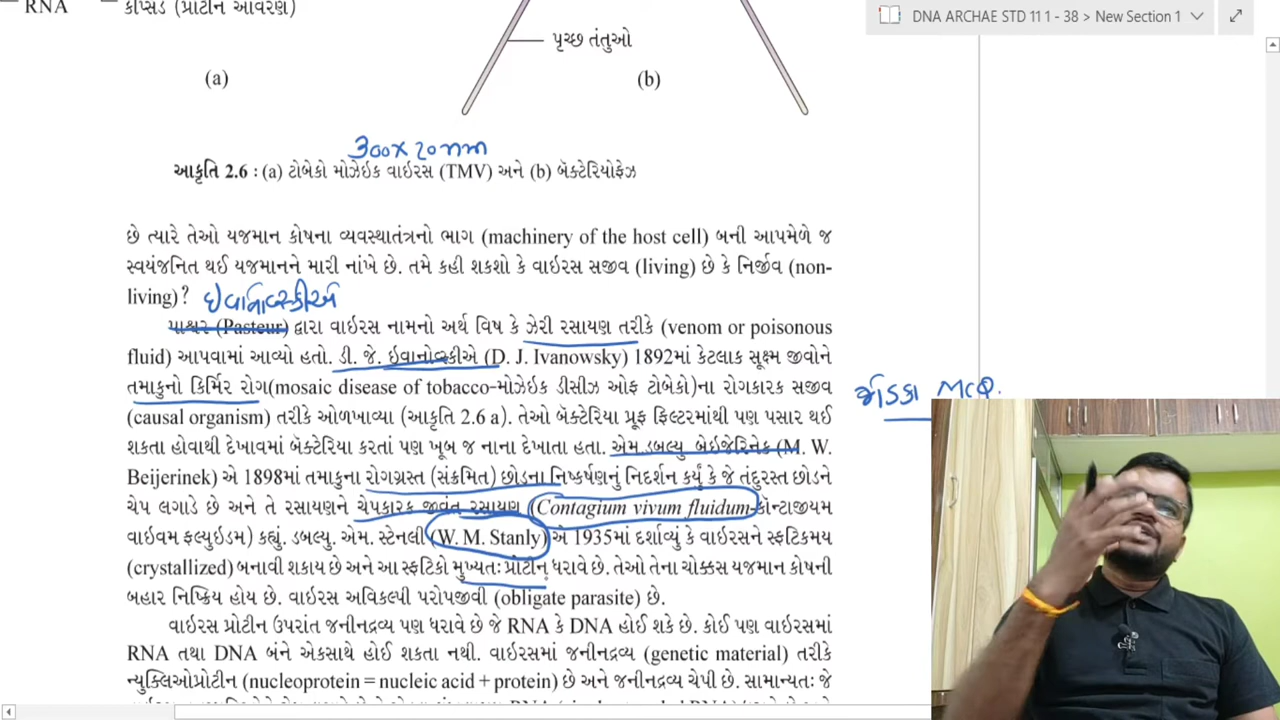 RNA
કૅપ્સિડ (પ્રોટીન આવરણ)
DNA ARCHAE STD 11 1 - 38 > New Section 1
પૃચ્છ તંતુઓ
(a)
(b)
300x20nm
આકૃતિ 2.6 : (a) ટોબેકો મોઝેઇક વાઇરસ (TMV) અને (b) બૅક્ટેરિયોફેઝ
છે ત્યારે તેઓ યજમાન કોષના વ્યવસ્થાતંત્રનો ભાગ (machinery of the host cell) બની આપમેળે જ
સ્વયંજનિત થઈ યજમાનને મારી નાંખે છે. તમે કહી શકશો કે વાઇરસ સજીવ (living) છે કે નિર્જીવ (non-
living)? ઇવાનોવ્સ્કીએ
પાશ્ચર (Pasteur) દ્વારા વાઇરસ નામનો અર્થ વિષ કે ઝેરી રસાયણ તરીકે (venom or poisonous
fluid) આપવામાં આવ્યો હતો. ડી. જે. ઇવાનોવ્સ્કીએ (D. J. Ivanowsky) 1892માં કેટલાક સૂક્ષ્મ જીવોને
તમાકુનો કિર્મિર રોગ(mosaic disease of tobacco-મોઝેઇક ડીસીઝ ઓફ ટોબેકો)ના રોગકારક સજીવ
(causal organism) તરીકે ઓળખાવ્યા (આકૃતિ 2.6 a). તેઓ બૅક્ટેરિયા પ્રૂફ ફિલ્ટરમાંથી પણ પસાર થઈ
જોડકા MCQ.
શકતા હોવાથી દેખાવમાં બૅક્ટેરિયા કરતાં પણ ખૂબ જ નાના દેખાતા હતા. એમ ડબલ્યુ બેઇજેરિનેક (M. W.
Beijerinek) એ 1898માં તમાકુના રોગગ્રસ્ત (સંક્રમિત) છોડના નિષ્કર્ષણનું નિદર્શન કર્યું કે જે તંદુરસ્ત છોડને
ચેપ લગાડે છે અને તે રસાયણને ચેપકારક જીવંત રસાયણ (Contagium vivum fluidum-કૉન્ટાજીયમ
વાઇવમ ફ્લ્યુઇડમ) કહ્યું. ડબલ્યુ. એમ. સ્ટેનલી (W. M. Stanly) એ 1935માં દર્શાવ્યું કે વાઇરસને સ્ફટિકમય
(crystallized) બનાવી શકાય છે અને આ સ્ફટિકો મુખ્યતઃ પ્રોટીન ધરાવે છે. તેઓ તેના ચોક્કસ યજમાન કોષની
બહાર નિષ્ક્રિય હોય છે. વાઇરસ અવિકલ્પી પરોપજીવી (obligate parasite) છે.
વાઇરસ પ્રોટીન ઉપરાંત જનીનદ્રવ્ય પણ ધરાવે છે જે RNA કે DNA હોઈ શકે છે. કોઈ પણ વાઇરસમાં
RNA તથા DNA બંને એકસાથે હોઈ શકતા નથી. વાઇરસમાં જનીનદ્રવ્ય (genetic material) તરીકે
ન્યુક્લિઓપ્રોટીન (nucleoprotein = nucleic acid + protein) છે અને જનીનદ્રવ્ય ચેપી છે. સામાન્યતઃ જે